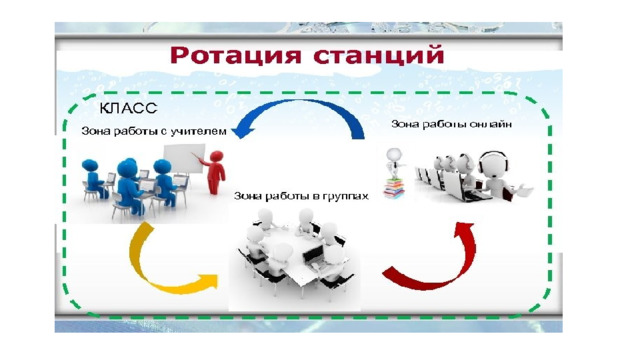 Ротация станций
КЛАСС
Зона работы с учителем
Зона работы онлайн
Зона работы в группах